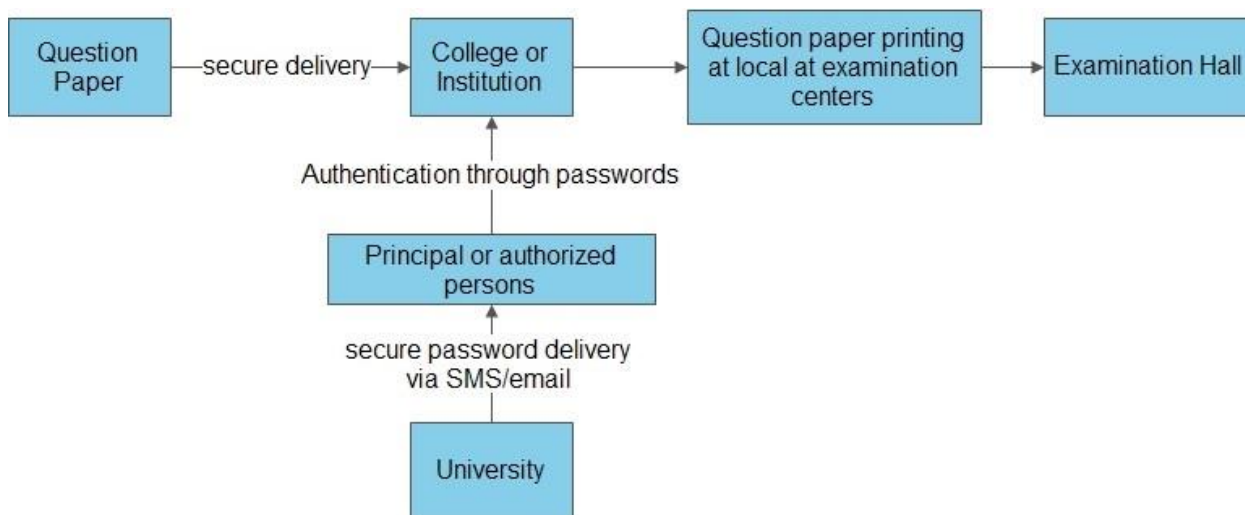 Question
Paper
secure delivery
College or
Institution
Question paper printing
at local at examination
centers
Examination Hall
Authentication through passwords
Principal or authorized
persons
secure password delivery
via SMS/email
University